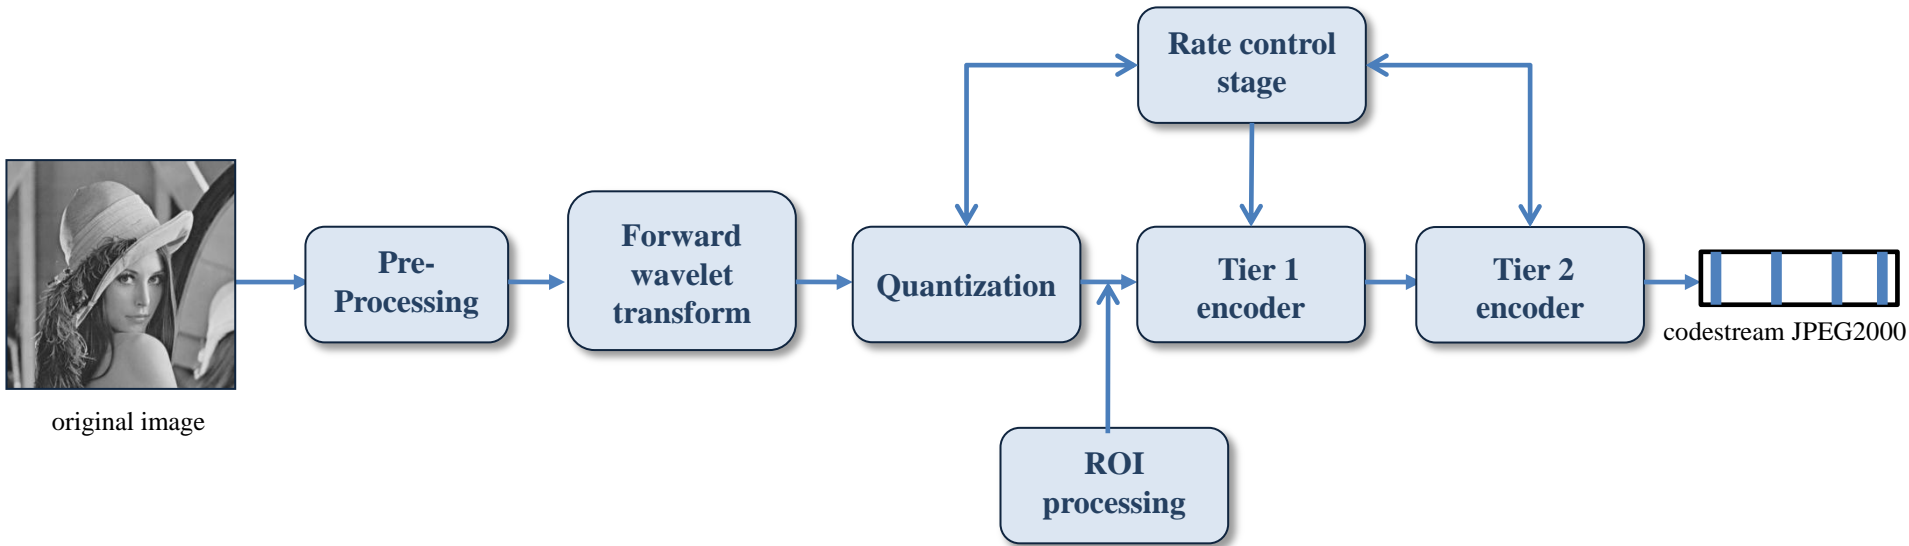 Rate control
stage
Pre-
Processing
Forward
wavelet
transform
Quantization
Tier 1
encoder
Tier 2
encoder
codestream JPEG2000
original image
ROI
processing